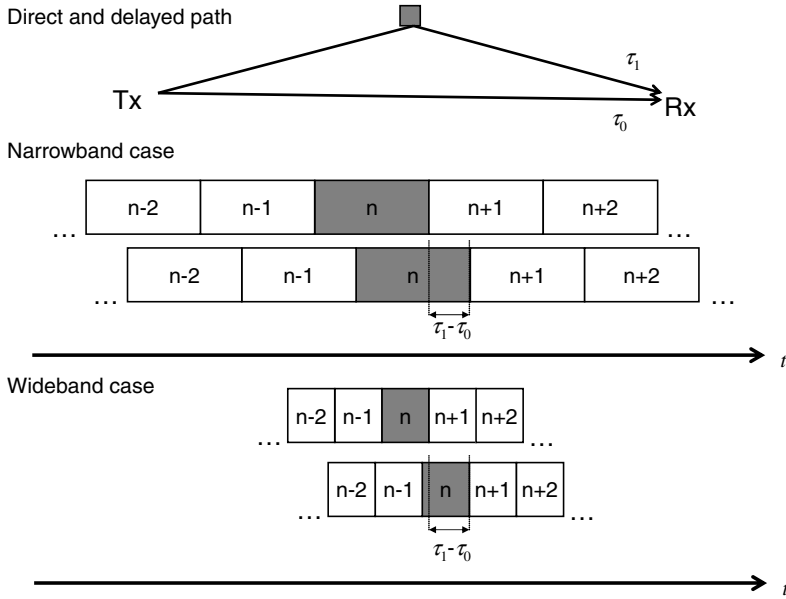 Direct and delayed path
τ₁
Tx
Rx
τ₀
Narrowband case
n-2 n-1 n n+1 n+2
... ...
n-2 n-1 n n+1 n+2
... ...
τ₁-τ₀
t
Wideband case
n-2 n-1 n n+1 n+2
... ...
n-2 n-1 n n+1 n+2
... ...
τ₁-τ₀
t